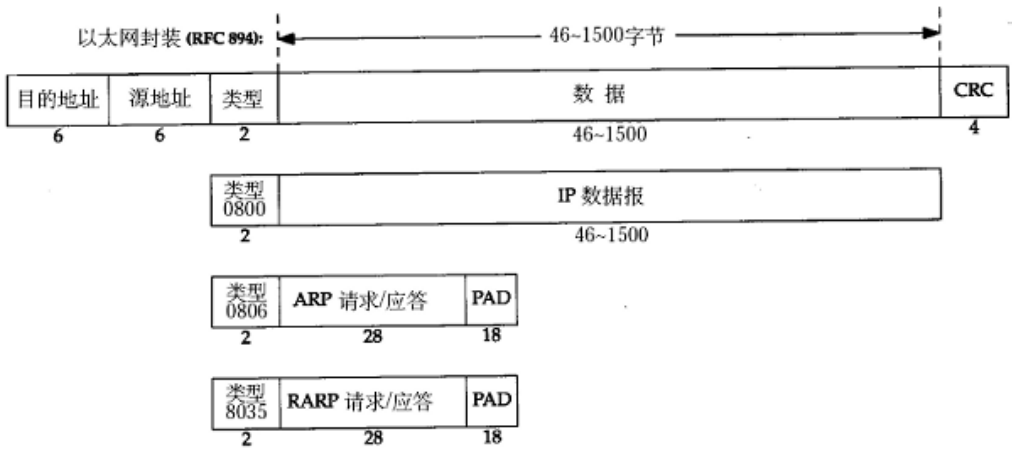 以太网封装 (RFC 894): 46~1500字节
目的地址 源地址 类型 数 据 CRC
6 6 2 46~1500 4
类型 0800 IP 数据报
2 46~1500
类型 0806 ARP 请求/应答 PAD
2 28 18
类型 8035 RARP 请求/应答 PAD
2 28 18